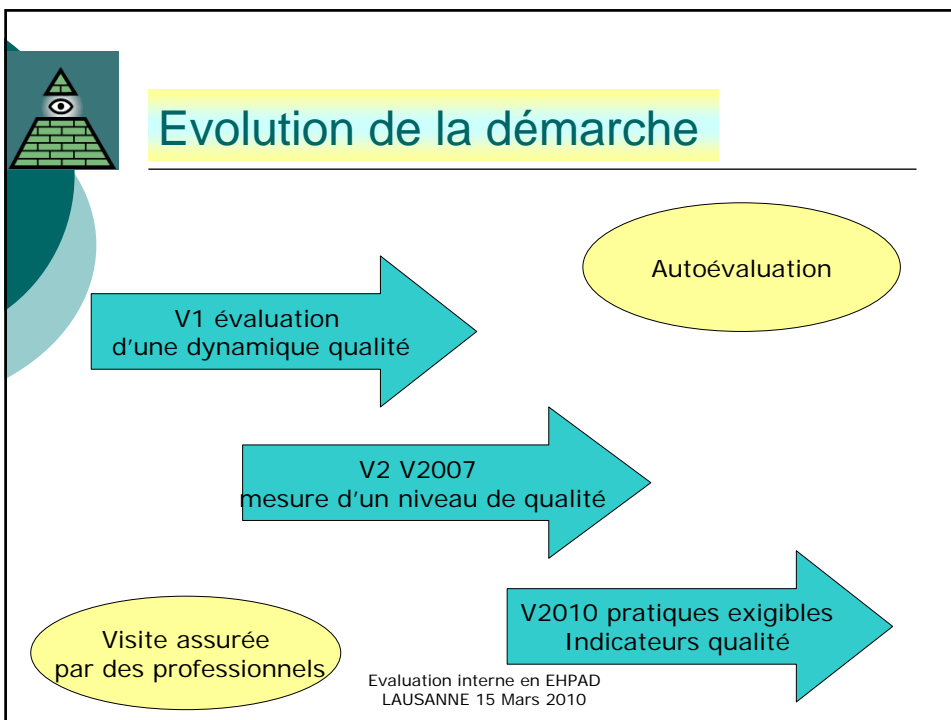 Evolution de la démarche
Autoévaluation
V1 évaluation
d'une dynamique qualité
V2 V2007
mesure d'un niveau de qualité
V2010 pratiques exigibles
Indicateurs qualité
Visite assurée
par des professionnels
Evaluation interne en EHPAD
LAUSANNE 15 Mars 2010